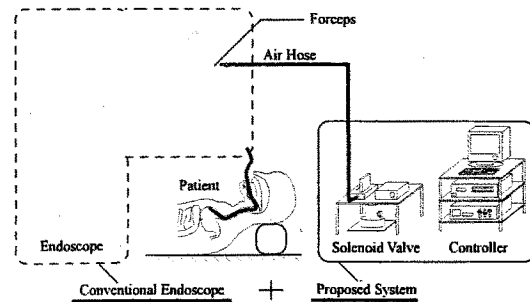 Forceps
Air Hose
Patient
Endoscope
Solenoid Valve
Controller
Conventional Endoscope + Proposed System